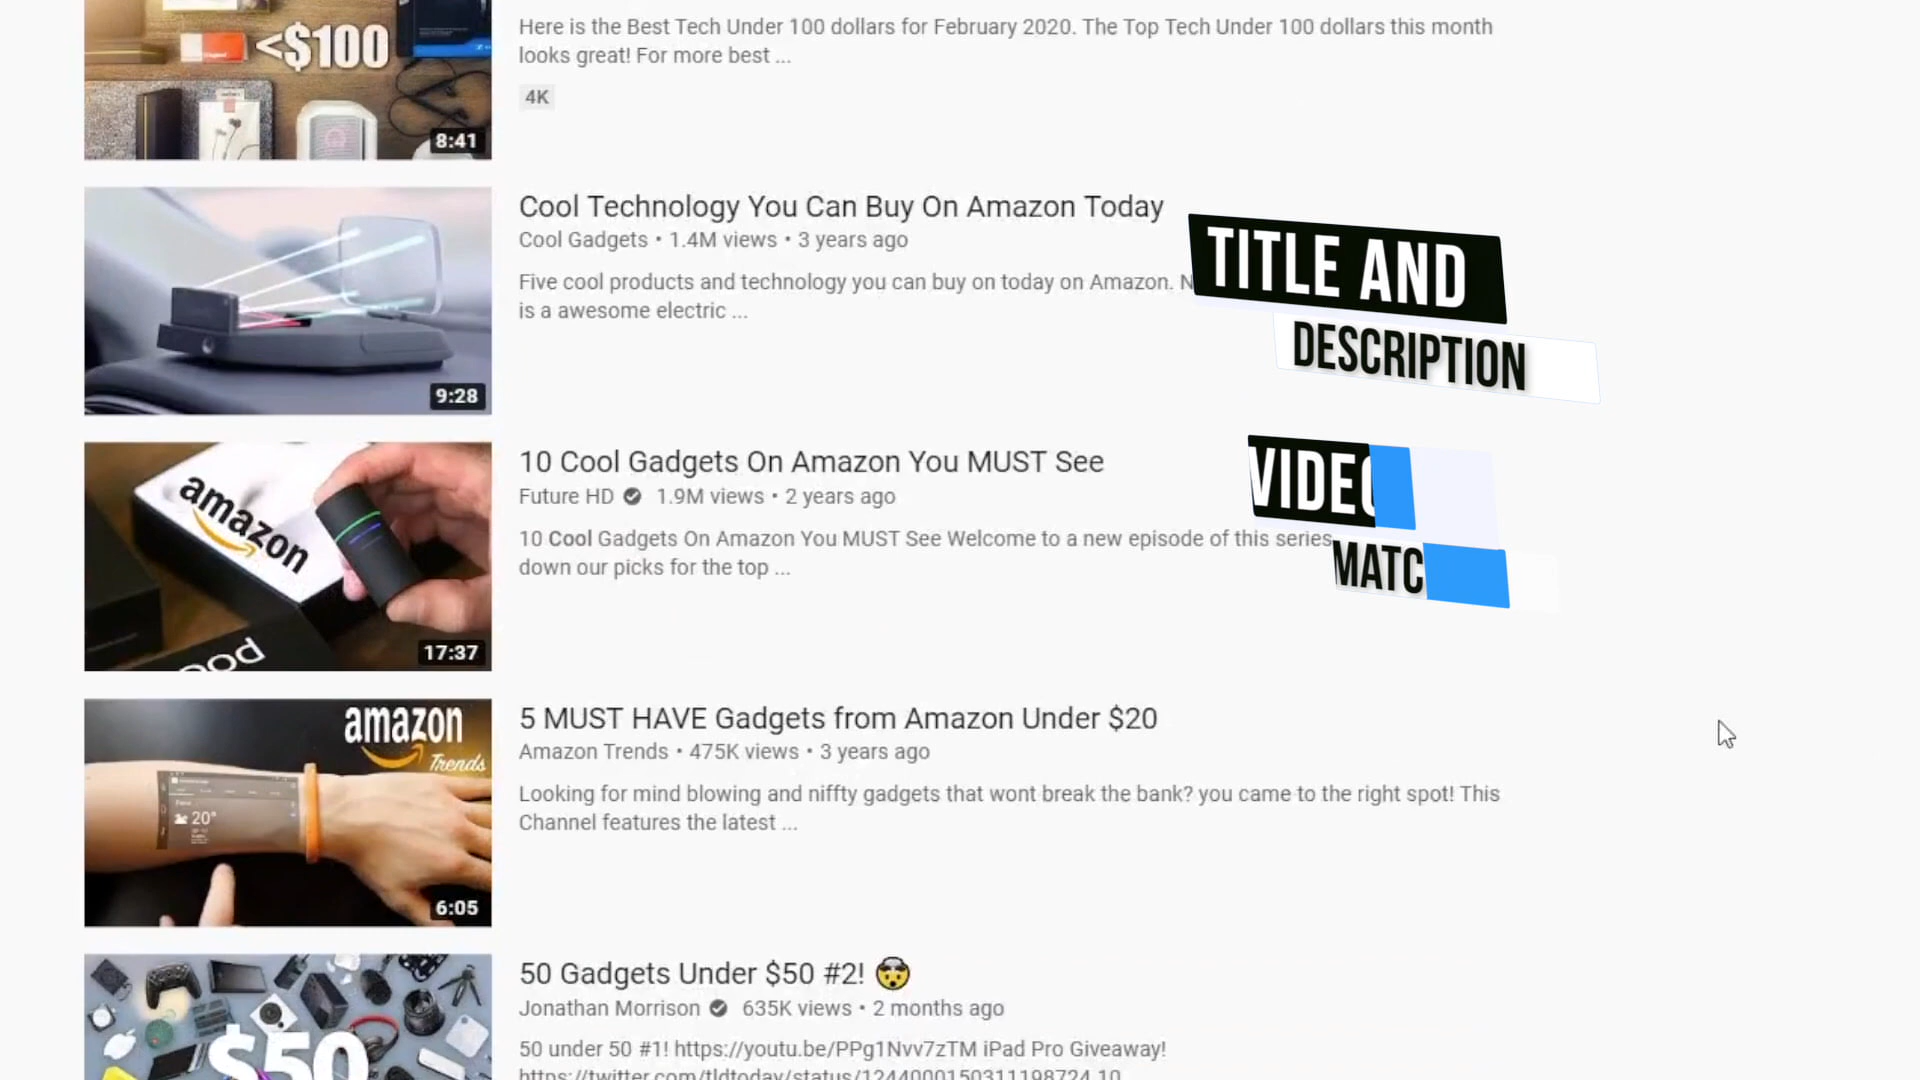 <$100
Here is the Best Tech Under 100 dollars for February 2020. The Top Tech Under 100 dollars this month
looks great! For more best ...
4K
8:41
Cool Technology You Can Buy On Amazon Today
Cool Gadgets • 1.4M views • 3 years ago
Five cool products and technology you can buy on today on Amazon. N
is a awesome electric ...
9:28
TITLE AND
DESCRIPTION
10 Cool Gadgets On Amazon You MUST See
Future HD 1.9M views • 2 years ago
10 Cool Gadgets On Amazon You MUST See Welcome to a new episode of this series
down our picks for the top ...
amazon
17:37
VIDEO
MATC
5 MUST HAVE Gadgets from Amazon Under $20
Amazon Trends • 475K views • 3 years ago
Looking for mind blowing and niffty gadgets that wont break the bank? you came to the right spot! This
Channel features the latest ...
amazon
Trends
20°
6:05
50 Gadgets Under $50 #2! 🤯
Jonathan Morrison 635K views • 2 months ago
50 under 50 #1! https://youtu.be/PPg1Nvv7zTM iPad Pro Giveaway!
https://twitter.com/tldtoday/status/1244000150311198724 10
$50